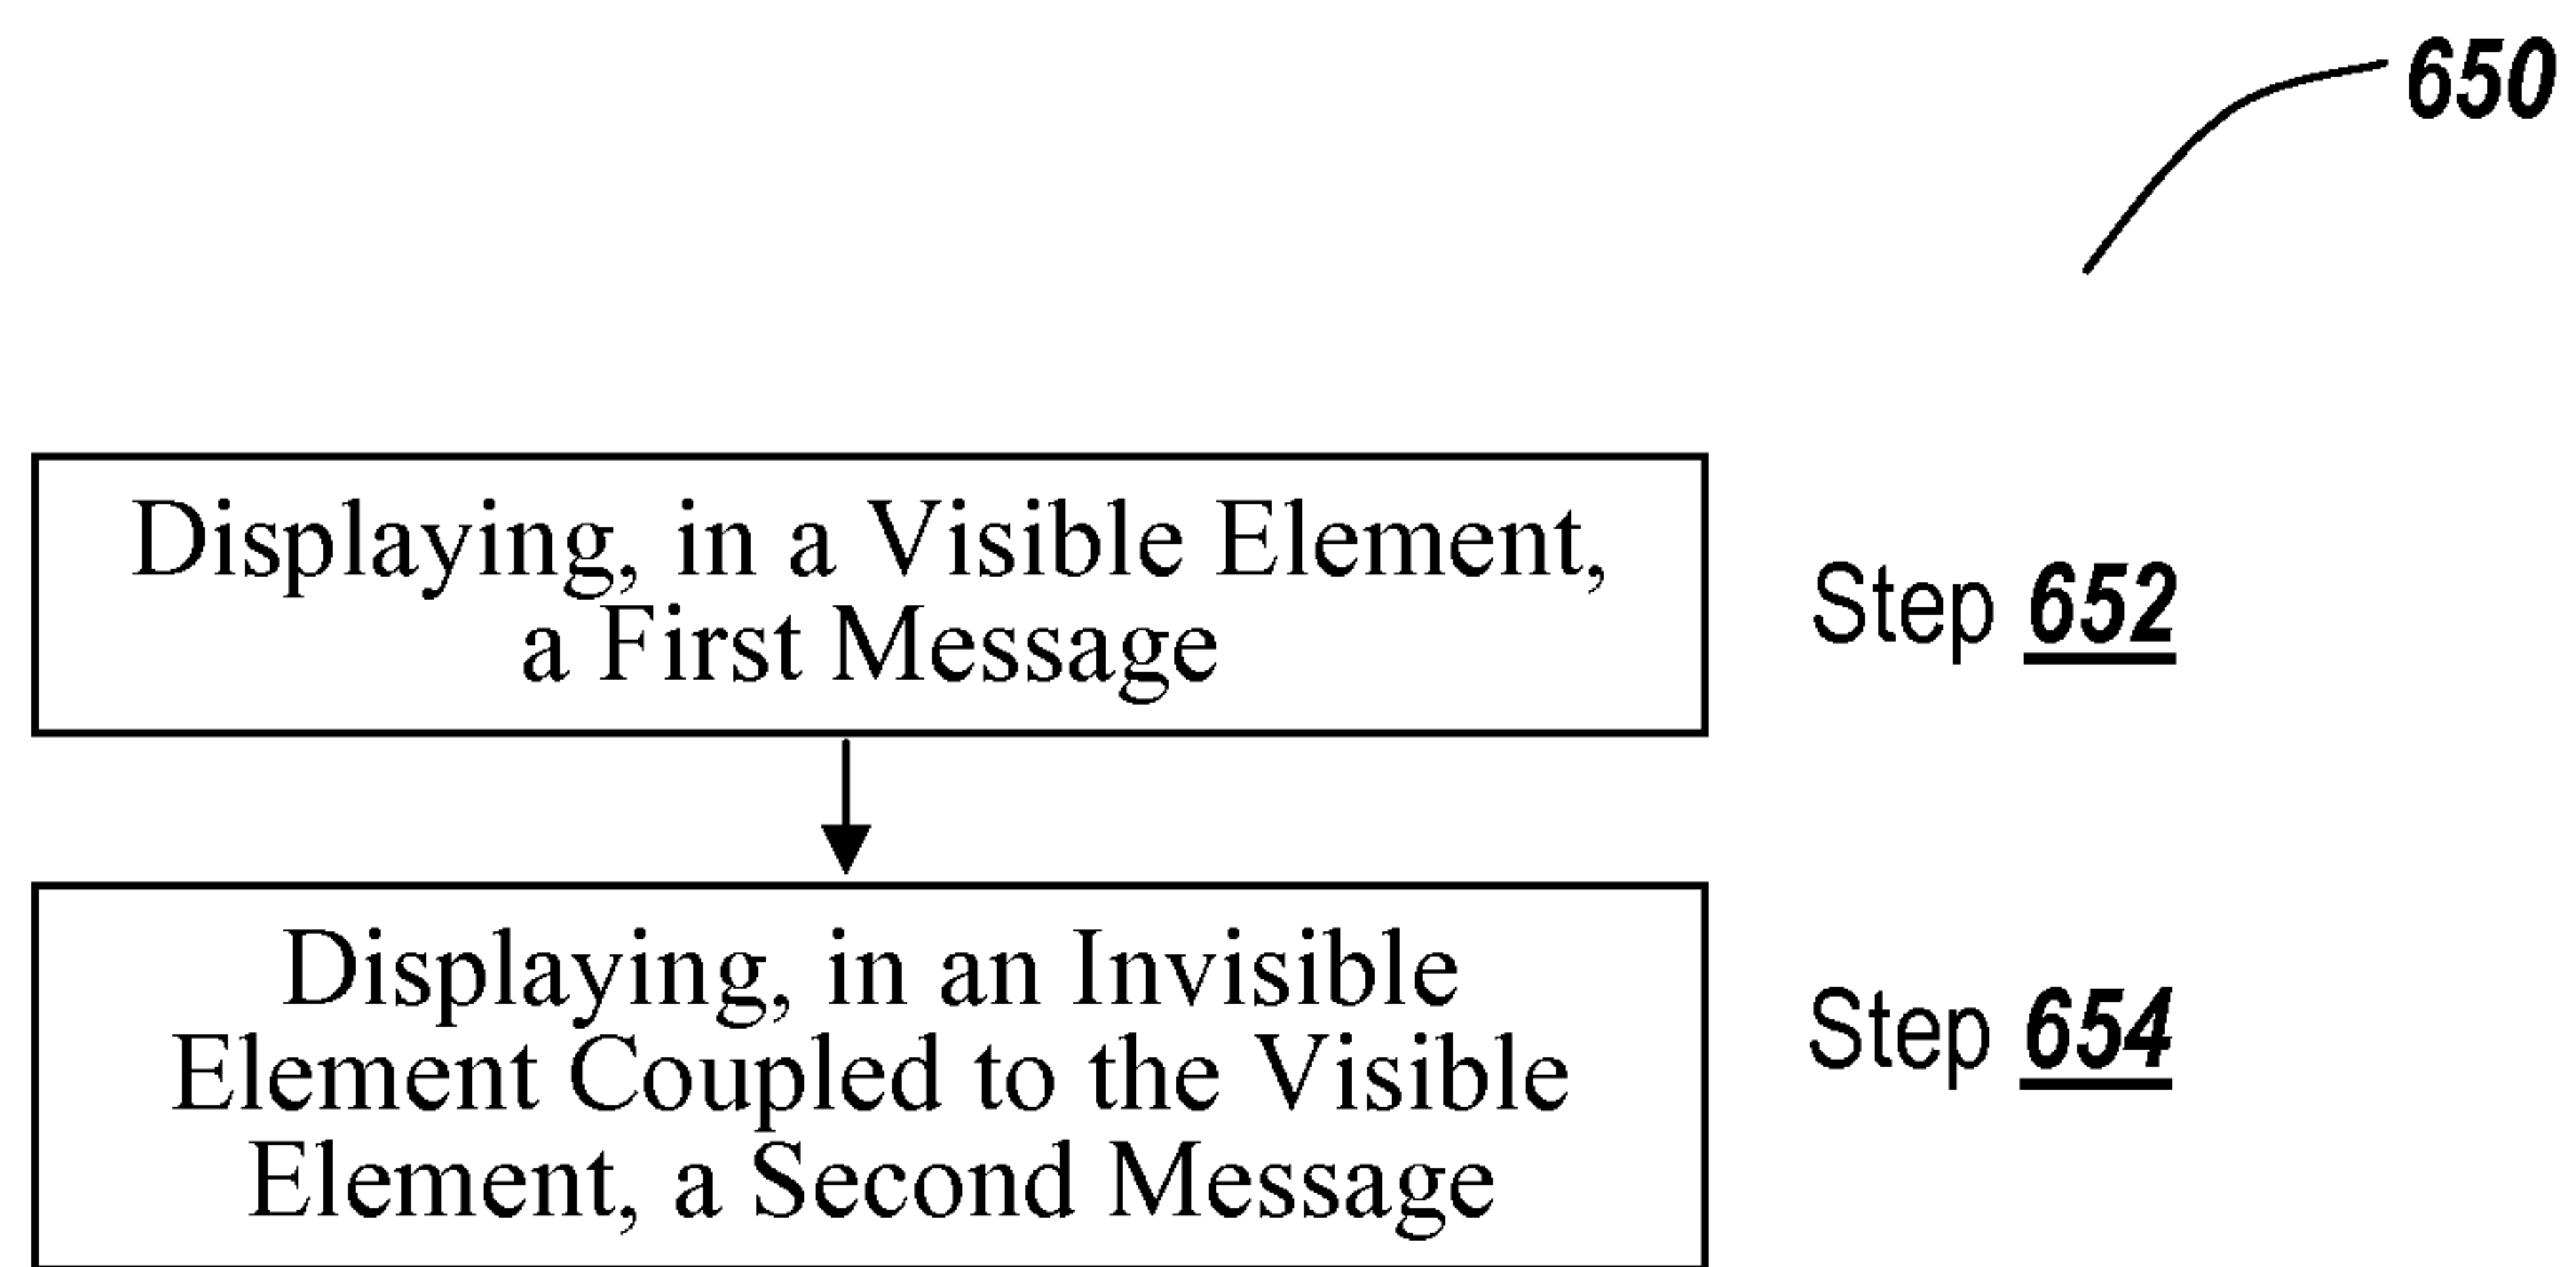 650
Displaying, in a Visible Element,
a First Message
Step 652
Displaying, in an Invisible
Element Coupled to the Visible
Element, a Second Message
Step 654